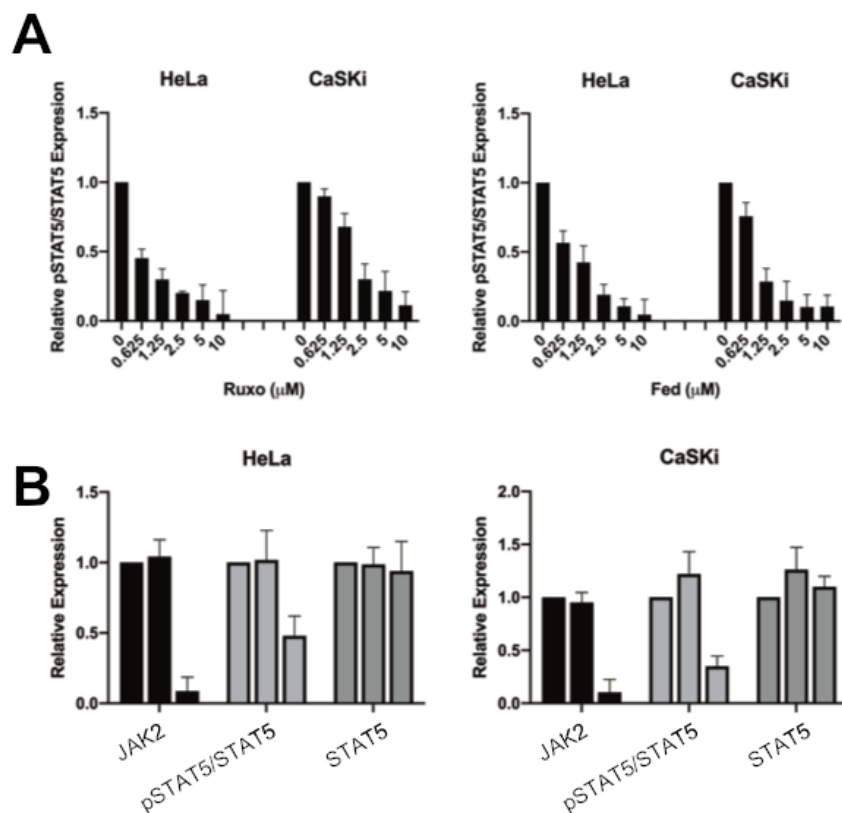 A
HeLa CaSKi
Relative pSTAT5/STAT5 Expresion
1.5
1.0
0.5
0.0
0 0.625 1.25 2.5 5 10 0 0.625 1.25 2.5 5 10
Ruxo (μM)
HeLa CaSKi
Relative pSTAT5/STAT5 Expresion
1.5
1.0
0.5
0.0
0 0.625 1.25 2.5 5 10 0 0.625 1.25 2.5 5 10
Fed (μM)
B
HeLa
Relative Expression
1.5
1.0
0.5
0.0
JAK2 pSTAT5/STAT5 STAT5
CaSKi
Relative Expression
2.0
1.5
1.0
0.5
0.0
JAK2 pSTAT5/STAT5 STAT5